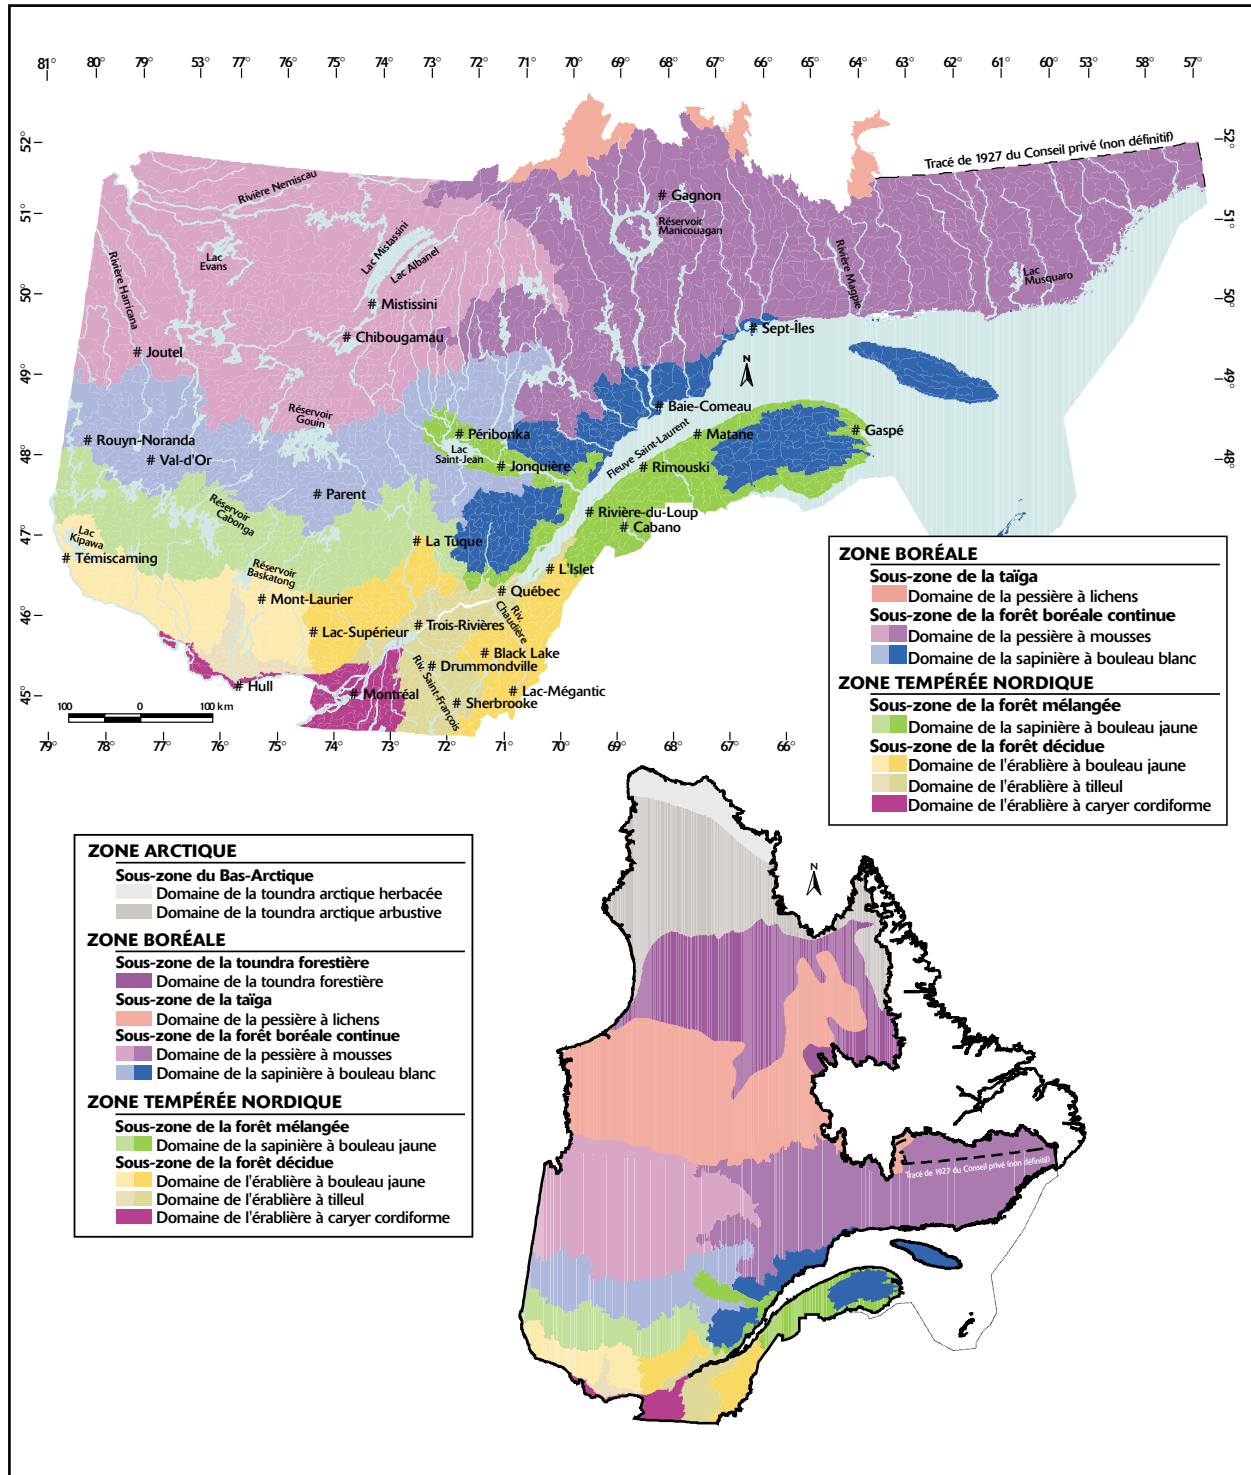 81° 80° 79° 53° 77° 76° 75° 74° 73° 72° 71° 70° 69° 68° 67° 66° 65° 64° 63° 62° 61° 60° 53° 58° 57°
52°
52°
Tracé de 1927 du Conseil privé (non définitif)
Rivière Nemiscau
# Gagnon
51°
51°
Réservoir
Manicouagan
Lac Mistassini
Lac Albanel
Lac
Evans
Rivière Harricana
Rivière Magpie
Lac
Musquaro
50°
50°
# Mistissini
# Chibougamau
# Sept-Îles
# Joutel
N
49°
49°
Réservoir
Gouin
# Baie-Comeau
# Péribonka
# Matane
# Gaspé
# Rouyn-Noranda
Fleuve Saint-Laurent
48°
48°
# Val-d'Or
Lac
Saint-Jean
# Jonquière
# Rimouski
# Parent
Réservoir
Cabonga
# Rivière-du-Loup
# Cabano
47°
Lac
Kipawa
# La Tuque
# Témiscaming
Réservoir
Baskatong
# L'Islet
# Mont-Laurier
# Québec
46°
Riv.
Chaudière
# Lac-Supérieur
# Trois-Rivières
# Black Lake
# Drummondville
Riv. Saint-François
45°
# Hull
# Montréal
# Lac-Mégantic
# Sherbrooke
100 0 100 km
79° 78° 77° 76° 75° 74° 73° 72° 71° 70° 69° 68° 67° 66°
ZONE BORÉALE
Sous-zone de la taïga
Domaine de la pessière à lichens
Sous-zone de la forêt boréale continue
Domaine de la pessière à mousses
Domaine de la sapinière à bouleau blanc
ZONE TEMPÉRÉE NORDIQUE
Sous-zone de la forêt mélangée
Domaine de la sapinière à bouleau jaune
Sous-zone de la forêt décidue
Domaine de l'érablière à bouleau jaune
Domaine de l'érablière à tilleul
Domaine de l'érablière à caryer cordiforme
ZONE ARCTIQUE
Sous-zone du Bas-Arctique
Domaine de la toundra arctique herbacée
Domaine de la toundra arctique arbustive
ZONE BORÉALE
Sous-zone de la toundra forestière
Domaine de la toundra forestière
Sous-zone de la taïga
Domaine de la pessière à lichens
Sous-zone de la forêt boréale continue
Domaine de la pessière à mousses
Domaine de la sapinière à bouleau blanc
ZONE TEMPÉRÉE NORDIQUE
Sous-zone de la forêt mélangée
Domaine de la sapinière à bouleau jaune
Sous-zone de la forêt décidue
Domaine de l'érablière à bouleau jaune
Domaine de l'érablière à tilleul
Domaine de l'érablière à caryer cordiforme
N
Tracé de 1927 du Conseil privé (non définitif)